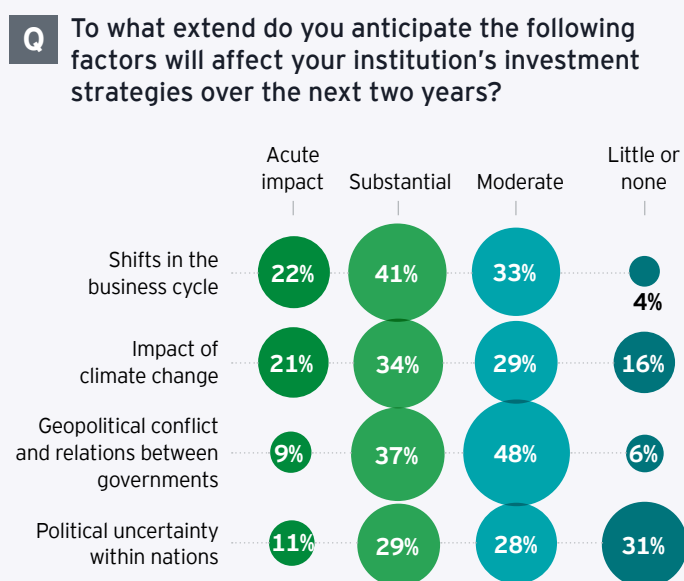 Q To what extend do you anticipate the following
factors will affect your institution’s investment
strategies over the next two years?
Acute
impact
Substantial
Moderate
Little or
none
Shifts in the
business cycle
22% 41% 33% 4%
Impact of
climate change
21% 34% 29% 16%
Geopolitical conflict
and relations between
governments
9% 37% 48% 6%
Political uncertainty
within nations
11% 29% 28% 31%